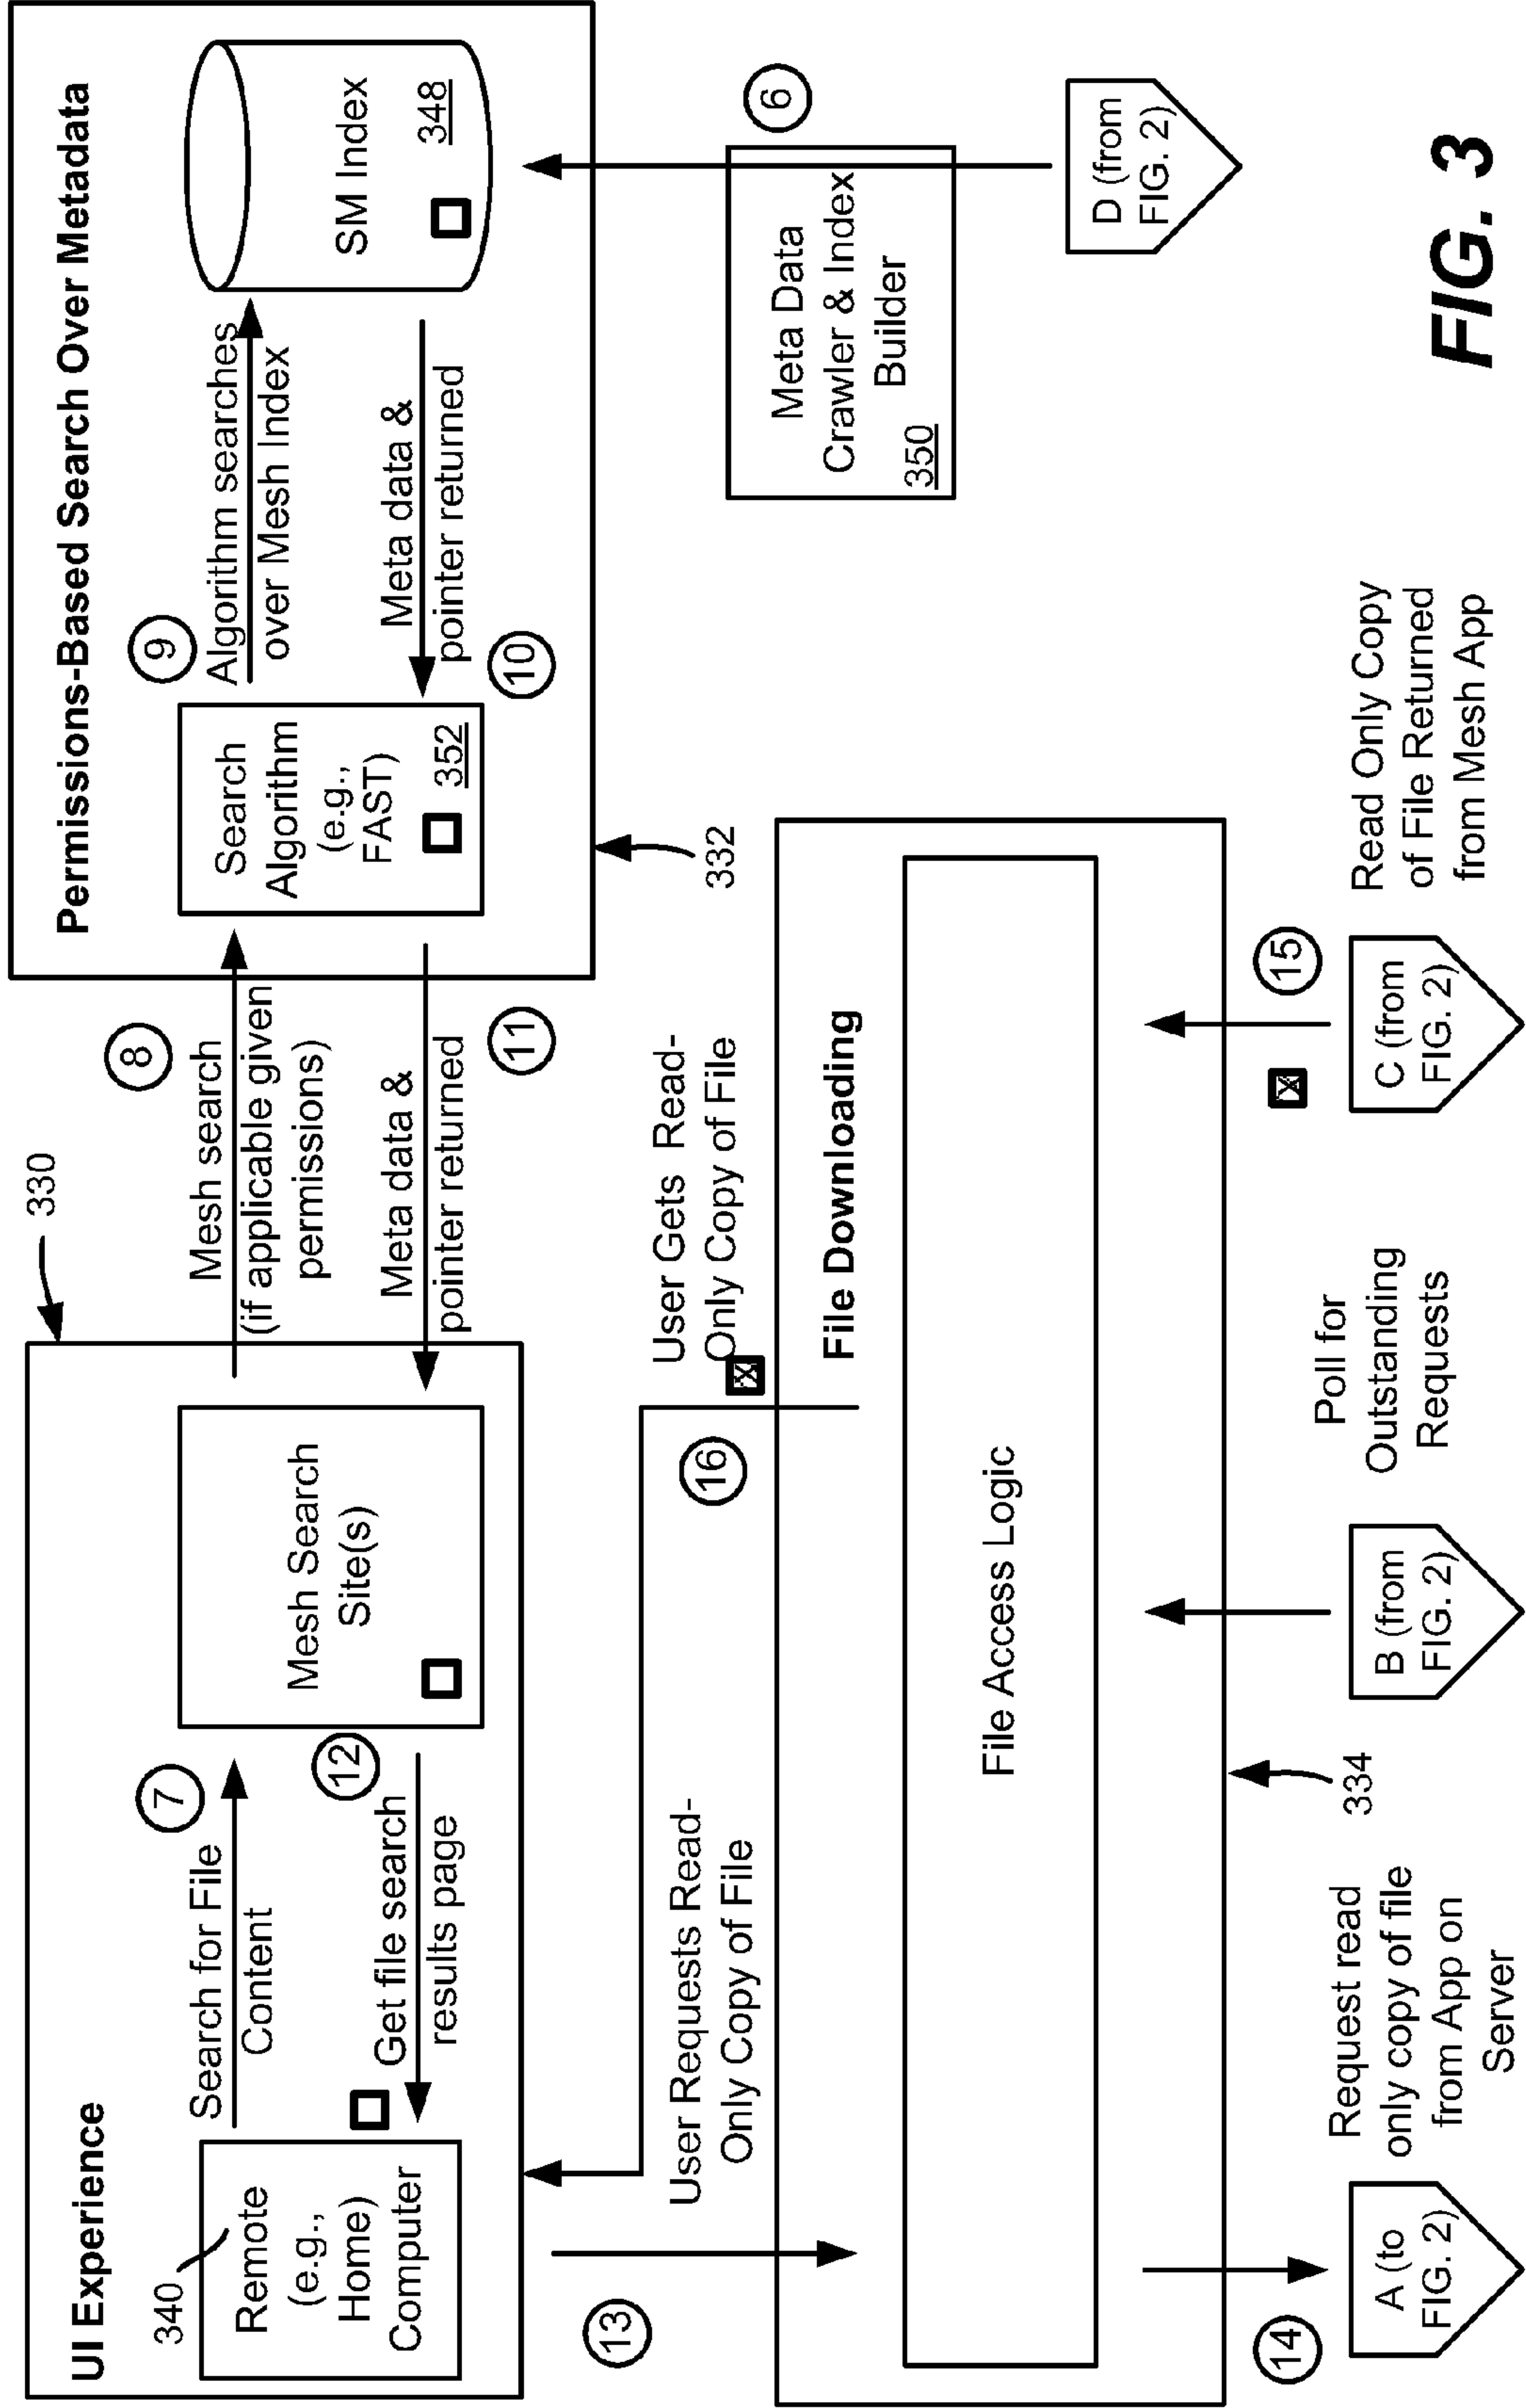 UI Experience
340
Remote
(e.g.,
Home)
Computer
7
Search for File
Content
12
Get file search
results page
Mesh Search
Site(s)
330
8
Mesh search
(if applicable given
permissions)
Meta data &
pointer returned
11
Permissions-Based Search Over Metadata
Search
Algorithm
(e.g.,
FAST)
352
9
Algorithm searches
over Mesh Index
Meta data &
pointer returned
10
SM Index
348
332
6
Meta Data
Crawler & Index
Builder
350
D (from
FIG. 2)
13
User Requests Read-
Only Copy of File
16
User Gets Read-
Only Copy of File
X
File Downloading
File Access Logic
334
14
A (to
FIG. 2)
Request read
only copy of file
from App on
Server
B (from
FIG. 2)
Poll for
Outstanding
Requests
X
15
C (from
FIG. 2)
Read Only Copy
of File Returned
from Mesh App
FIG. 3